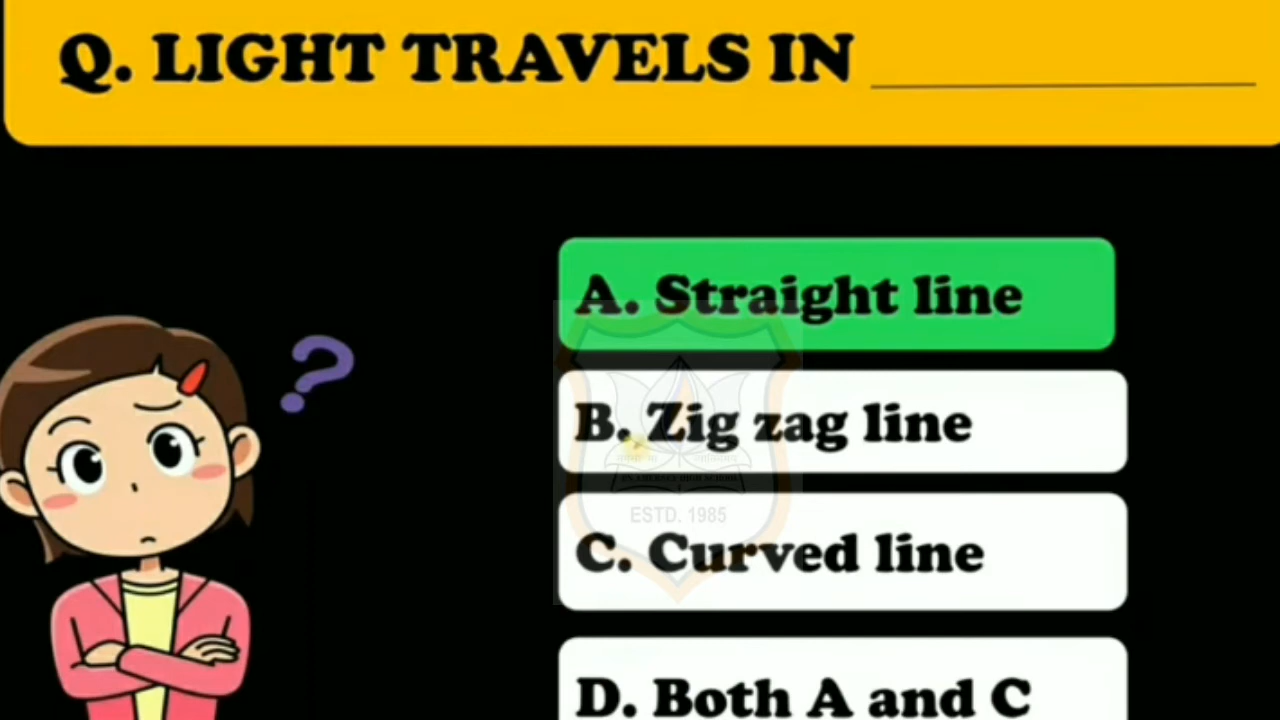 Q. LIGHT TRAVELS IN
?
A. Straight line
B. Zig zag line
C. Curved line
ESTD. 1985
D. Both A and C